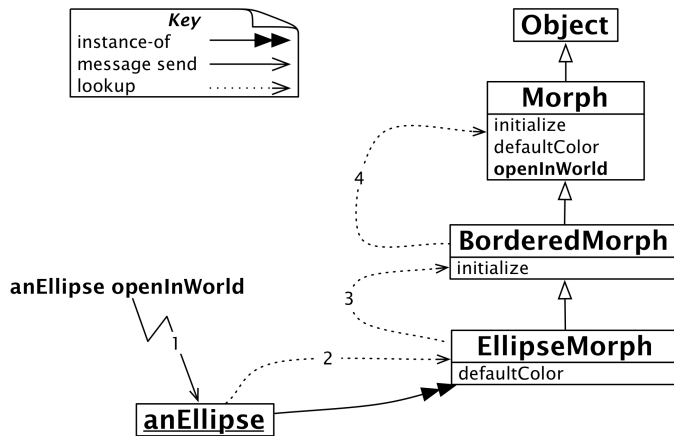 Key
instance-of
message send
lookup
Object
Morph
initialize
defaultColor
openInWorld
4
BorderedMorph
initialize
anEllipse openInWorld
3
1
EllipseMorph
2
defaultColor
anEllipse